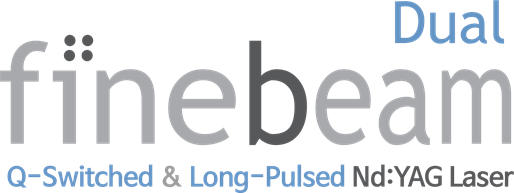 Dual
finebeam
Q-Switched & Long-Pulsed Nd:YAG Laser